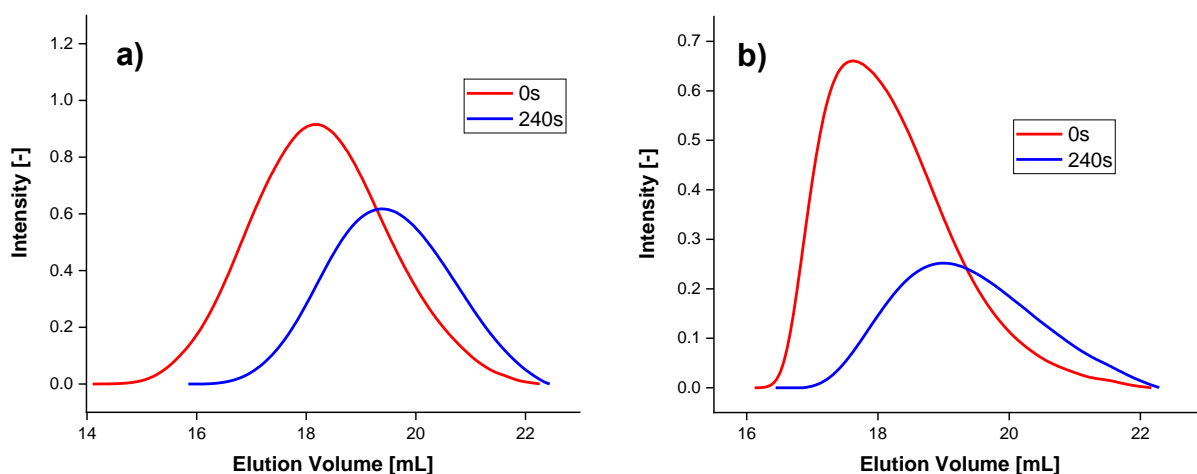 a)
0s
240s
Intensity [-]
1.2
1.0
0.8
0.6
0.4
0.2
0.0
14 16 18 20 22
Elution Volume [mL]
b)
0s
240s
Intensity [-]
0.7
0.6
0.5
0.4
0.3
0.2
0.1
0.0
16 18 20 22
Elution Volume [mL]